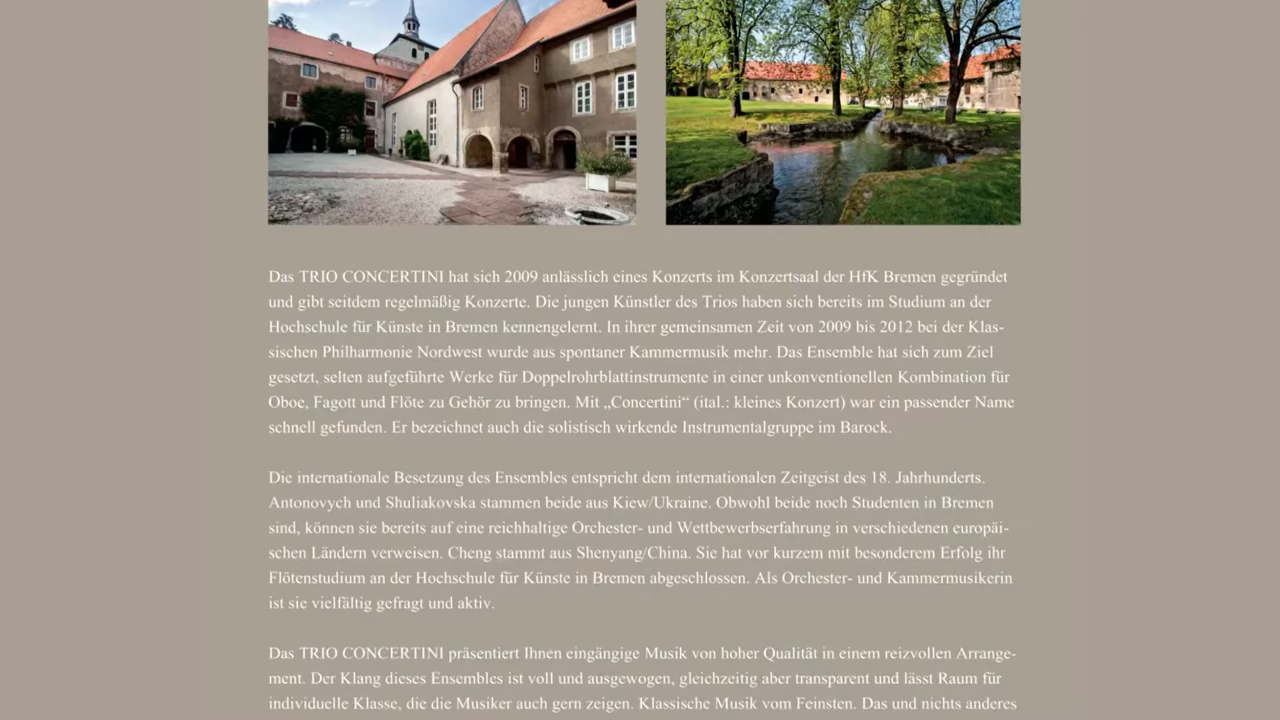 Das TRIO CONCERTINI hat sich 2009 anlässlich eines Konzerts im Konzertsaal der HfK Bremen gegründet
und gibt seitdem regelmäßig Konzerte. Die jungen Künstler des Trios haben sich bereits im Studium an der
Hochschule für Künste in Bremen kennengelernt. In ihrer gemeinsamen Zeit von 2009 bis 2012 bei der Klas-
sischen Philharmonie Nordwest wurde aus spontaner Kammermusik mehr. Das Ensemble hat sich zum Ziel
gesetzt, selten aufgeführte Werke für Doppelrohrblattinstrumente in einer unkonventionellen Kombination für
Oboe, Fagott und Flöte zu Gehör zu bringen. Mit „Concertini“ (ital.: kleines Konzert) war ein passender Name
schnell gefunden. Er bezeichnet auch die solistisch wirkende Instrumentalgruppe im Barock.
Die internationale Besetzung des Ensembles entspricht dem internationalen Zeitgeist des 18. Jahrhunderts.
Antonovych und Shuliakovska stammen beide aus Kiew/Ukraine. Obwohl beide noch Studenten in Bremen
sind, können sie bereits auf eine reichhaltige Orchester- und Wettbewerbserfahrung in verschiedenen europäi-
schen Ländern verweisen. Cheng stammt aus Shenyang/China. Sie hat vor kurzem mit besonderem Erfolg ihr
Flötenstudium an der Hochschule für Künste in Bremen abgeschlossen. Als Orchester- und Kammermusikerin
ist sie vielfältig gefragt und aktiv.
Das TRIO CONCERTINI präsentiert Ihnen eingängige Musik von hoher Qualität in einem reizvollen Arrange-
ment. Der Klang dieses Ensembles ist voll und ausgewogen, gleichzeitig aber transparent und lässt Raum für
individuelle Klasse, die die Musiker auch gern zeigen. Klassische Musik vom Feinsten. Das und nichts anderes